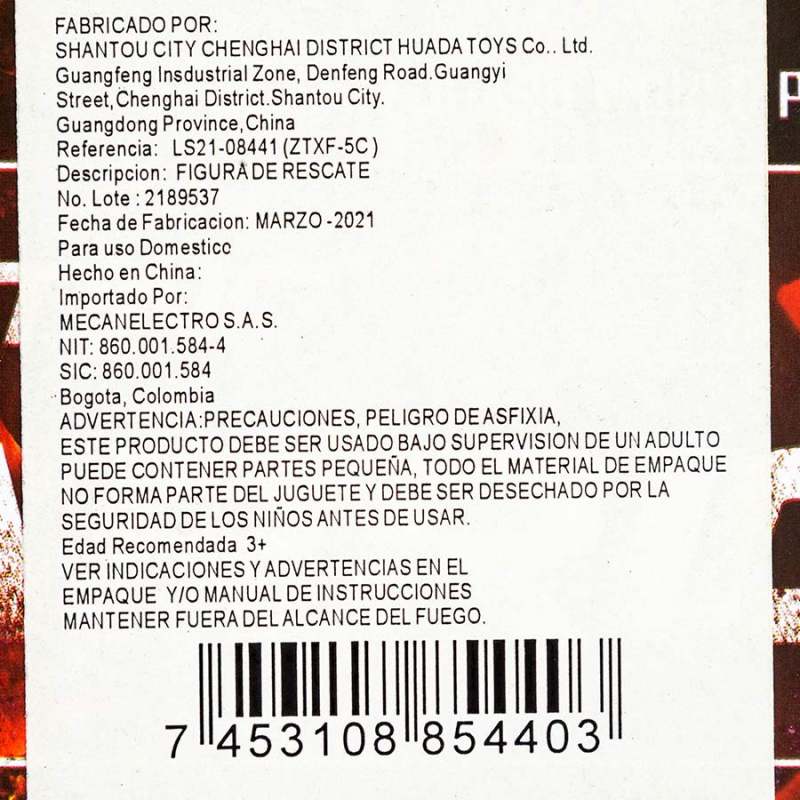 FABRICADO POR:
SHANTOU CITY CHENGHAI DISTRICT HUADA TOYS Co.. Ltd.
Guangfeng Insdustrial Zone, Denfeng Road.Guangyi
Street,Chenghai District.Shantou City.
Guangdong Province,China
Referencia: LS21-08441 (ZTXF-5C)
Descripcion: FIGURA DE RESCATE
No. Lote : 2189537
Fecha de Fabricacion: MARZO -2021
Para uso Domestico
Hecho en China:
Importado Por:
MECANELECTRO S.A.S.
NIT: 860.001.584-4
SIC: 860.001.584
Bogota, Colombia
ADVERTENCIA:PRECAUCIONES, PELIGRO DE ASFIXIA,
ESTE PRODUCTO DEBE SER USADO BAJO SUPERVISION DE UN ADULTO
PUEDE CONTENER PARTES PEQUEÑA, TODO EL MATERIAL DE EMPAQUE
NO FORMA PARTE DEL JUGUETE Y DEBE SER DESECHADO POR LA
SEGURIDAD DE LOS NIÑOS ANTES DE USAR.
Edad Recomendada 3+
VER INDICACIONES Y ADVERTENCIAS EN EL
EMPAQUE Y/O MANUAL DE INSTRUCCIONES
MANTENER FUERA DEL ALCANCE DEL FUEGO.
7 453108 854403